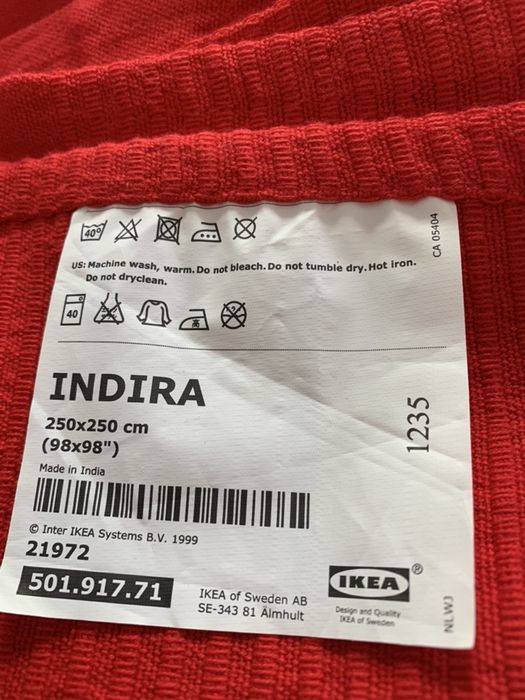 40°
US: Machine wash, warm. Do not bleach. Do not tumble dry. Hot iron.
Do not dryclean.
40
CA 05404
INDIRA
250x250 cm
(98x98")
1235
Made in India
© Inter IKEA Systems B.V. 1999
21972
501.917.71
IKEA of Sweden AB
SE-343 81 Älmhult
IKEA®
Design and Quality
IKEA of Sweden
NLW3